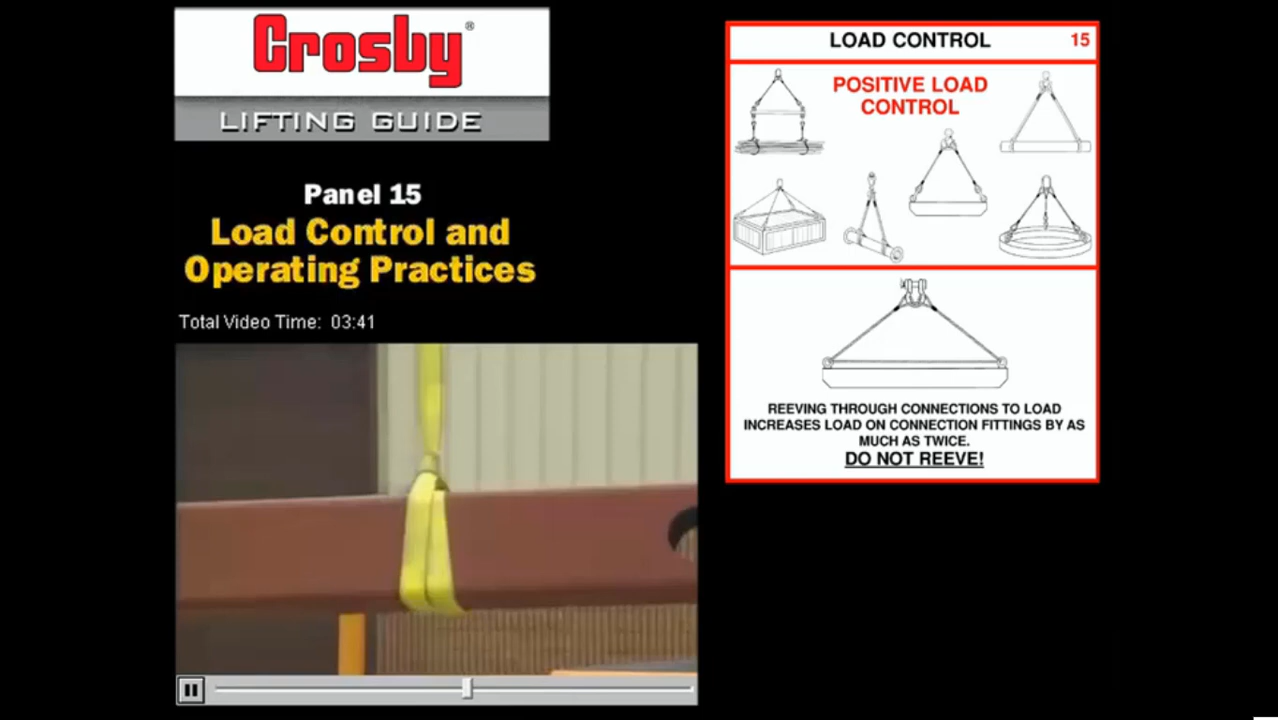 Crosby®
LIFTING GUIDE
Panel 15
Load Control and
Operating Practices
Total Video Time: 03:41
LOAD CONTROL 15
POSITIVE LOAD
CONTROL
REEVING THROUGH CONNECTIONS TO LOAD
INCREASES LOAD ON CONNECTION FITTINGS BY AS
MUCH AS TWICE.
DO NOT REEVE!